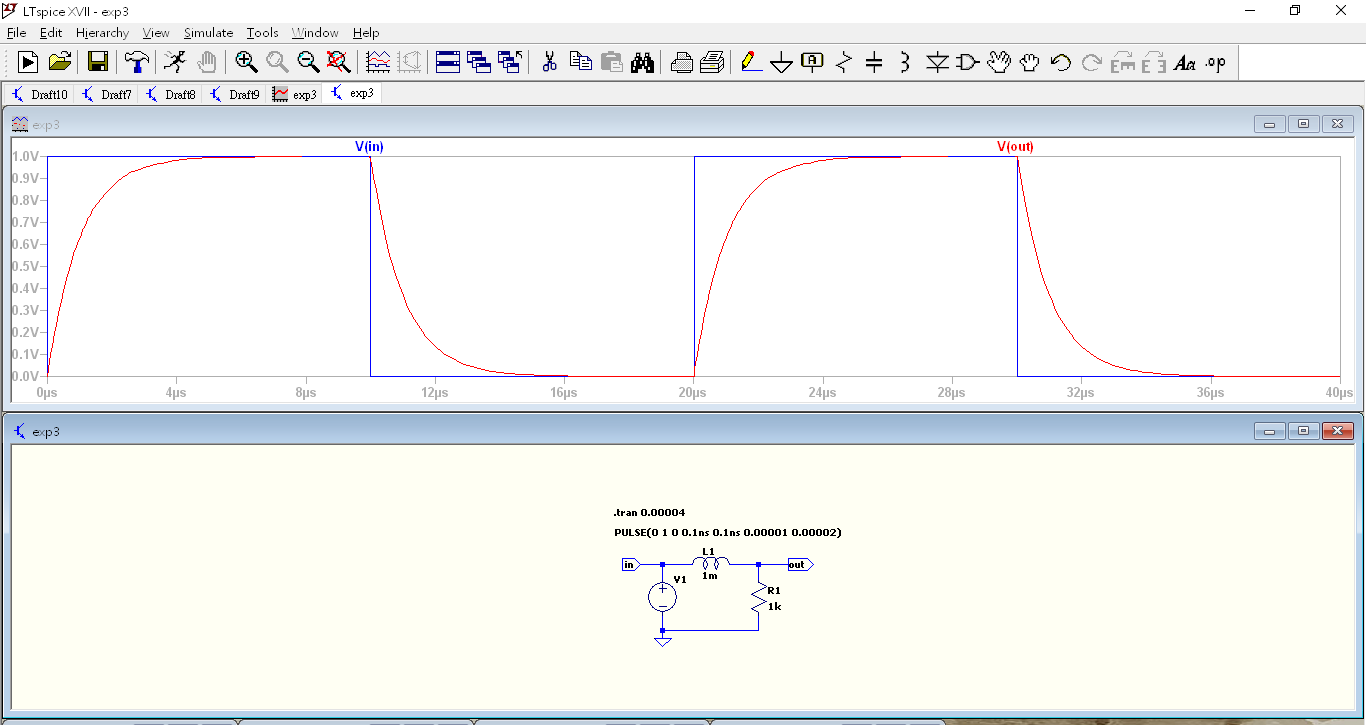 LTspice XVII - exp3
File Edit Hierarchy View Simulate Tools Window Help
.op
Draft10 Draft7 Draft8 Draft9 exp3 exp3
exp3
V(in) V(out)
1.0V
0.9V
0.8V
0.7V
0.6V
0.5V
0.4V
0.3V
0.2V
0.1V
0.0V
0µs 4µs 8µs 12µs 16µs 20µs 24µs 28µs 32µs 36µs 40µs
exp3
.tran 0.00004
PULSE(0 1 0 0.1ns 0.1ns 0.00001 0.00002)
L1
in out
1m
V1
R1
1k